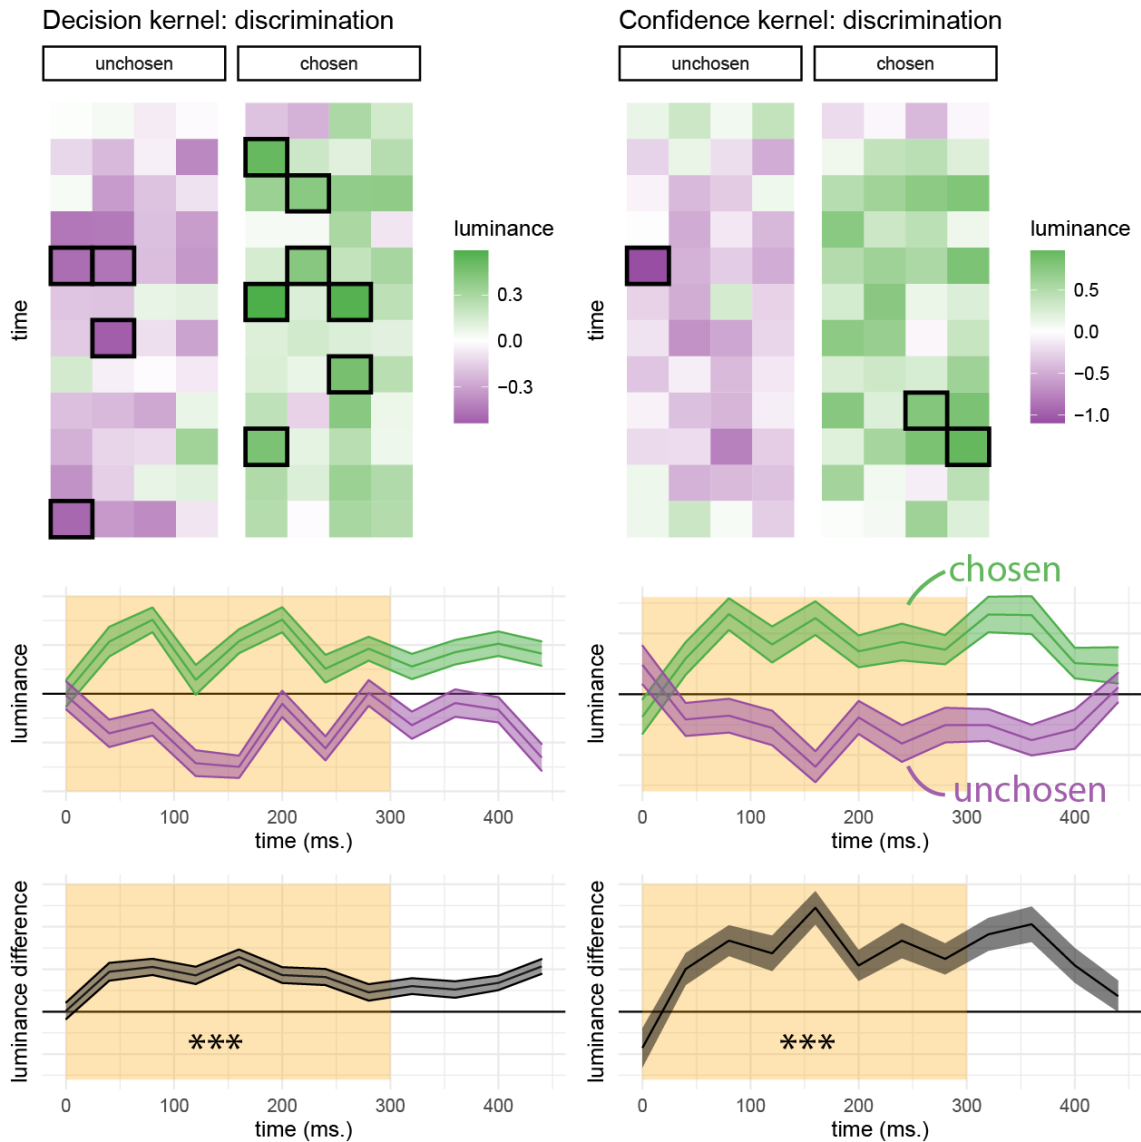 Decision kernel: discrimination
unchosen
chosen
time
luminance
0.3
0.0
−0.3
Confidence kernel: discrimination
unchosen
chosen
time
luminance
0.5
0.0
−0.5
−1.0
luminance
0
100
200
300
400
time (ms.)
chosen
unchosen
luminance
0
100
200
300
400
time (ms.)
luminance difference
***
0
100
200
300
400
time (ms.)
luminance difference
***
0
100
200
300
400
time (ms.)